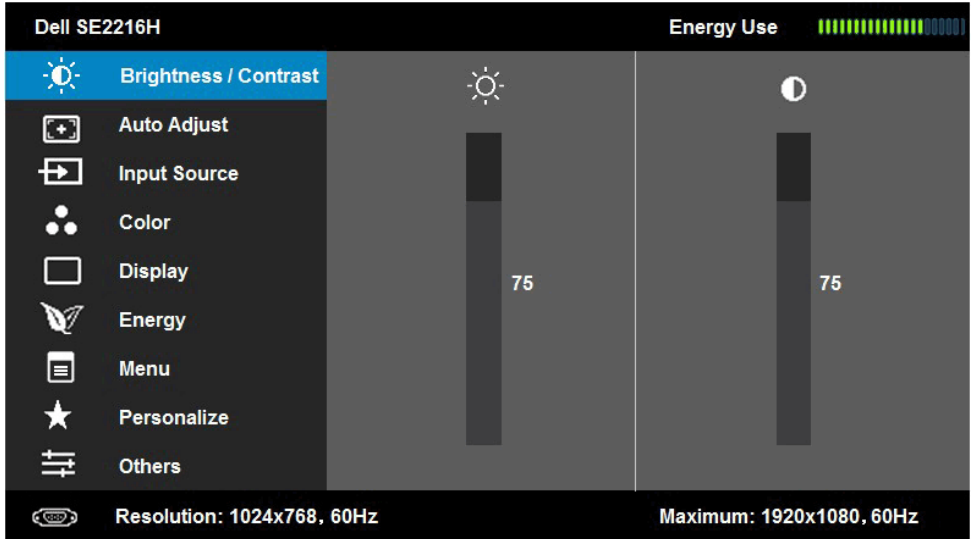 Dell SE2216H
Energy Use
Brightness / Contrast
Auto Adjust
Input Source
Color
Display
Energy
Menu
Personalize
Others
75
75
Resolution: 1024x768, 60Hz
Maximum: 1920x1080, 60Hz